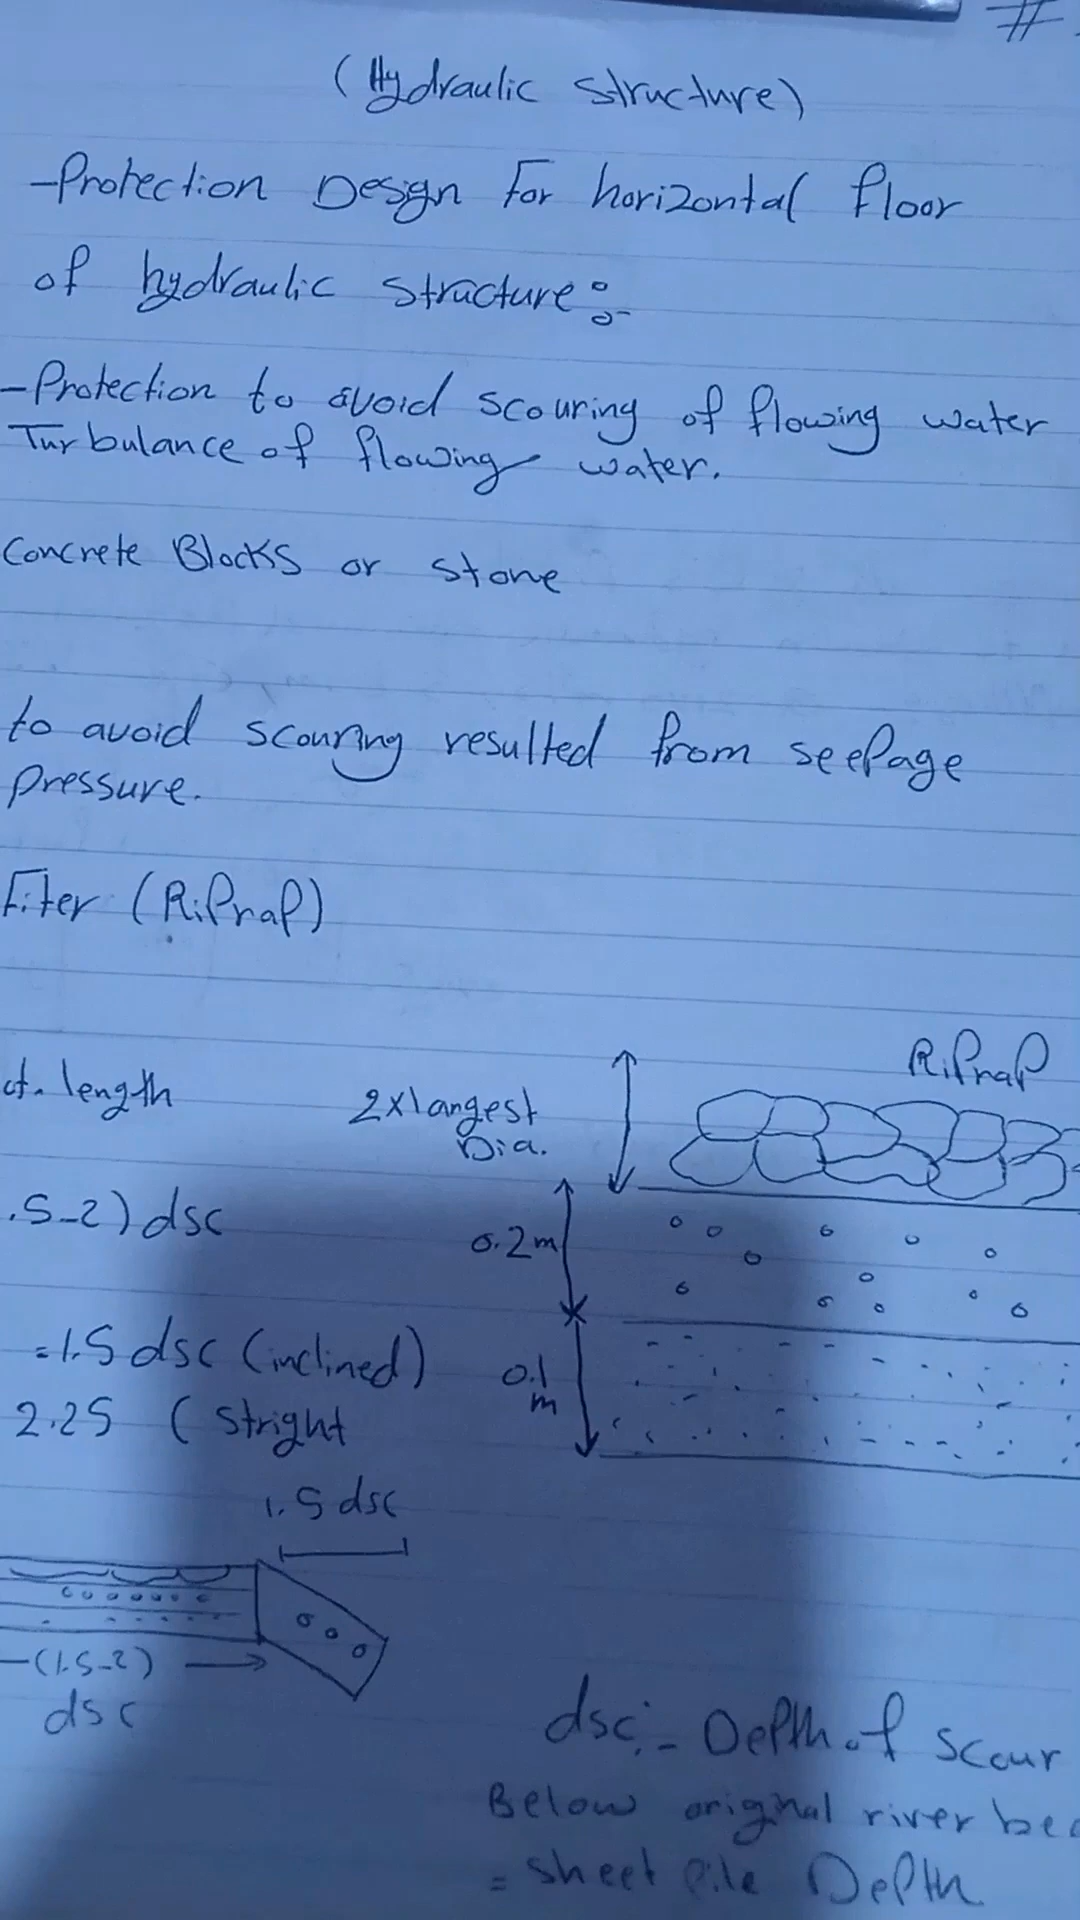 #
(Hydraulic Structure)
-Protection Design For horizontal floor
of hydraulic Structure:-
-Protection to avoid scouring of flowing water
Turbulance of flowing water.
Concrete Blocks or stone
to avoid scouring resulted from seepage
pressure.
Fiter (RipraP)
ct. length
2xlargest
Dia.
RipraP
.5-2) dsc
0.2m
=1.5 dsc (inclined)
0.1
m
2.25 (Stright
1.5 dsc
-(1.5-2)
dsc
dsc:- Depth of scour
Below original river bed
= sheet Pile Depth